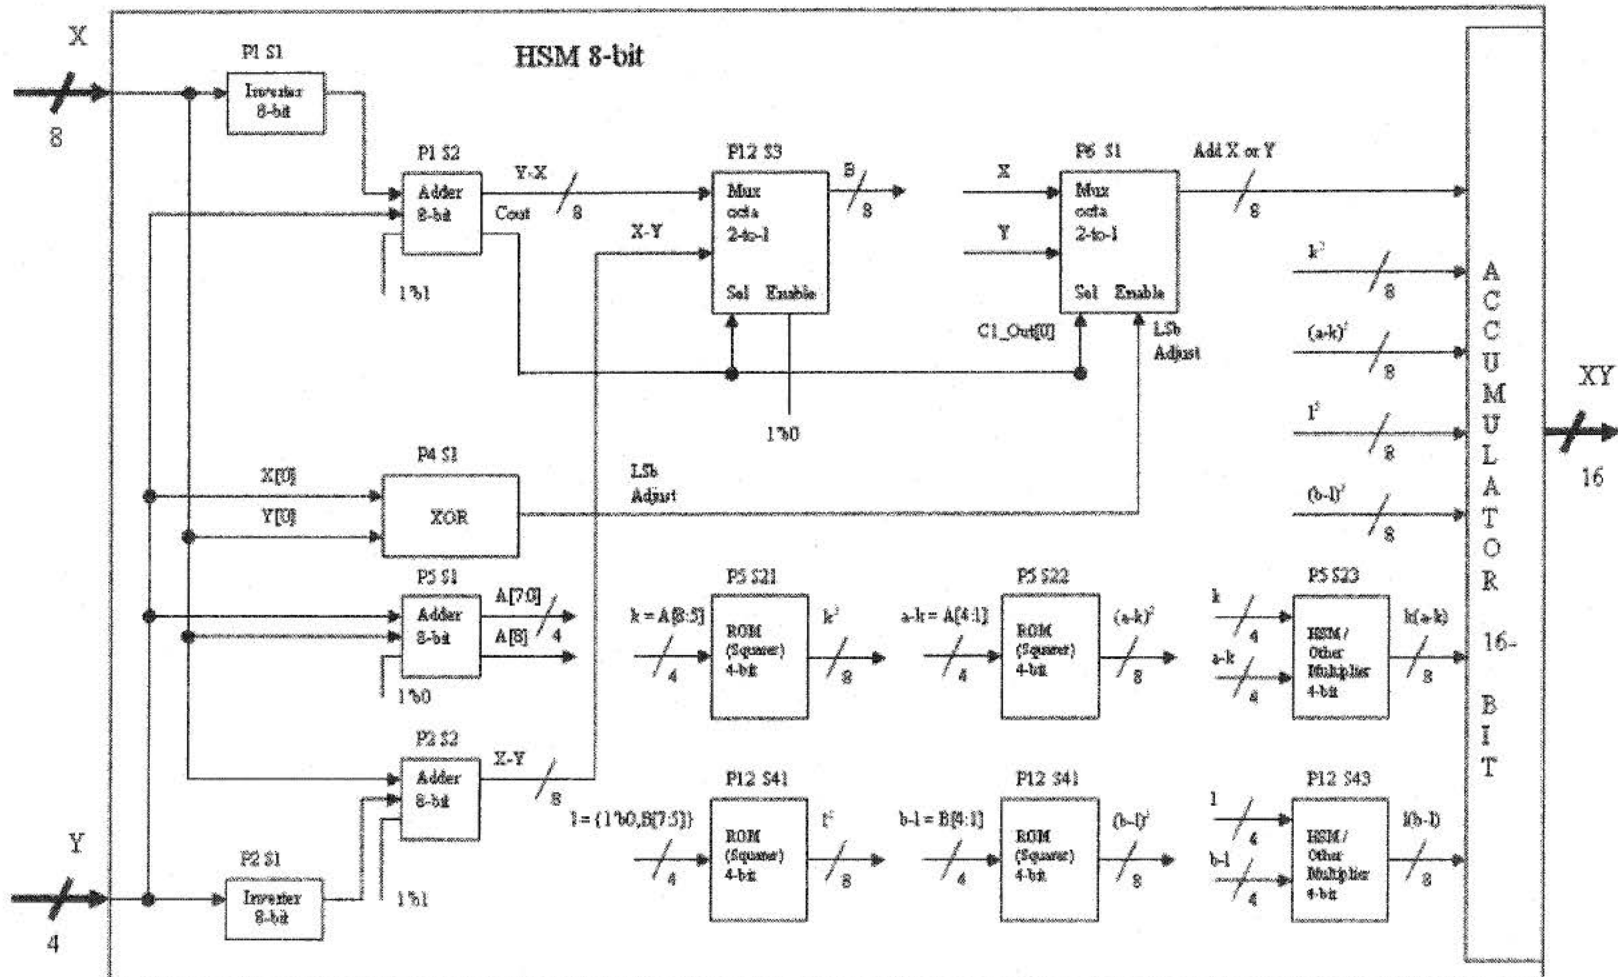 HSM 8-bit
X
8
P1 S1
Inverter
8-bit
P1 S2
Adder
8-bit
Y-X
8
Cout
1'b1
X-Y
P12 S3
Mux
octa
2-to-1
Sel Enable
B
8
1'b0
X
Y
P6 S1
Mux
octa
2-to-1
Sel Enable
C1_Out[0]
LSb
Adjust
Add X or Y
8
k²
8
(a-k)²
8
l²
8
(b-l)²
8
ACCUMULATOR 16-BIT
XY
16
X[0]
Y[0]
P4 S1
XOR
LSb
Adjust
P5 S1
Adder
8-bit
A[7:0]
4
A[8]
1'b0
P5 S21
k = A[8:5]
4
ROM
(Squarer)
4-bit
k²
8
P5 S22
a-k = A[4:1]
4
ROM
(Squarer)
4-bit
(a-k)²
8
P5 S23
k
4
a-k
4
HSM /
Other
Multiplier
4-bit
k(a-k)
8
P2 S2
Adder
8-bit
X-Y
8
1'b1
P12 S41
l = {1'b0,B[7:5]}
4
ROM
(Squarer)
4-bit
l²
8
P12 S41
b-l = B[4:1]
4
ROM
(Squarer)
4-bit
(b-l)²
8
P12 S43
l
4
b-l
4
HSM /
Other
Multiplier
4-bit
l(b-l)
8
Y
4
P2 S1
Inverter
8-bit